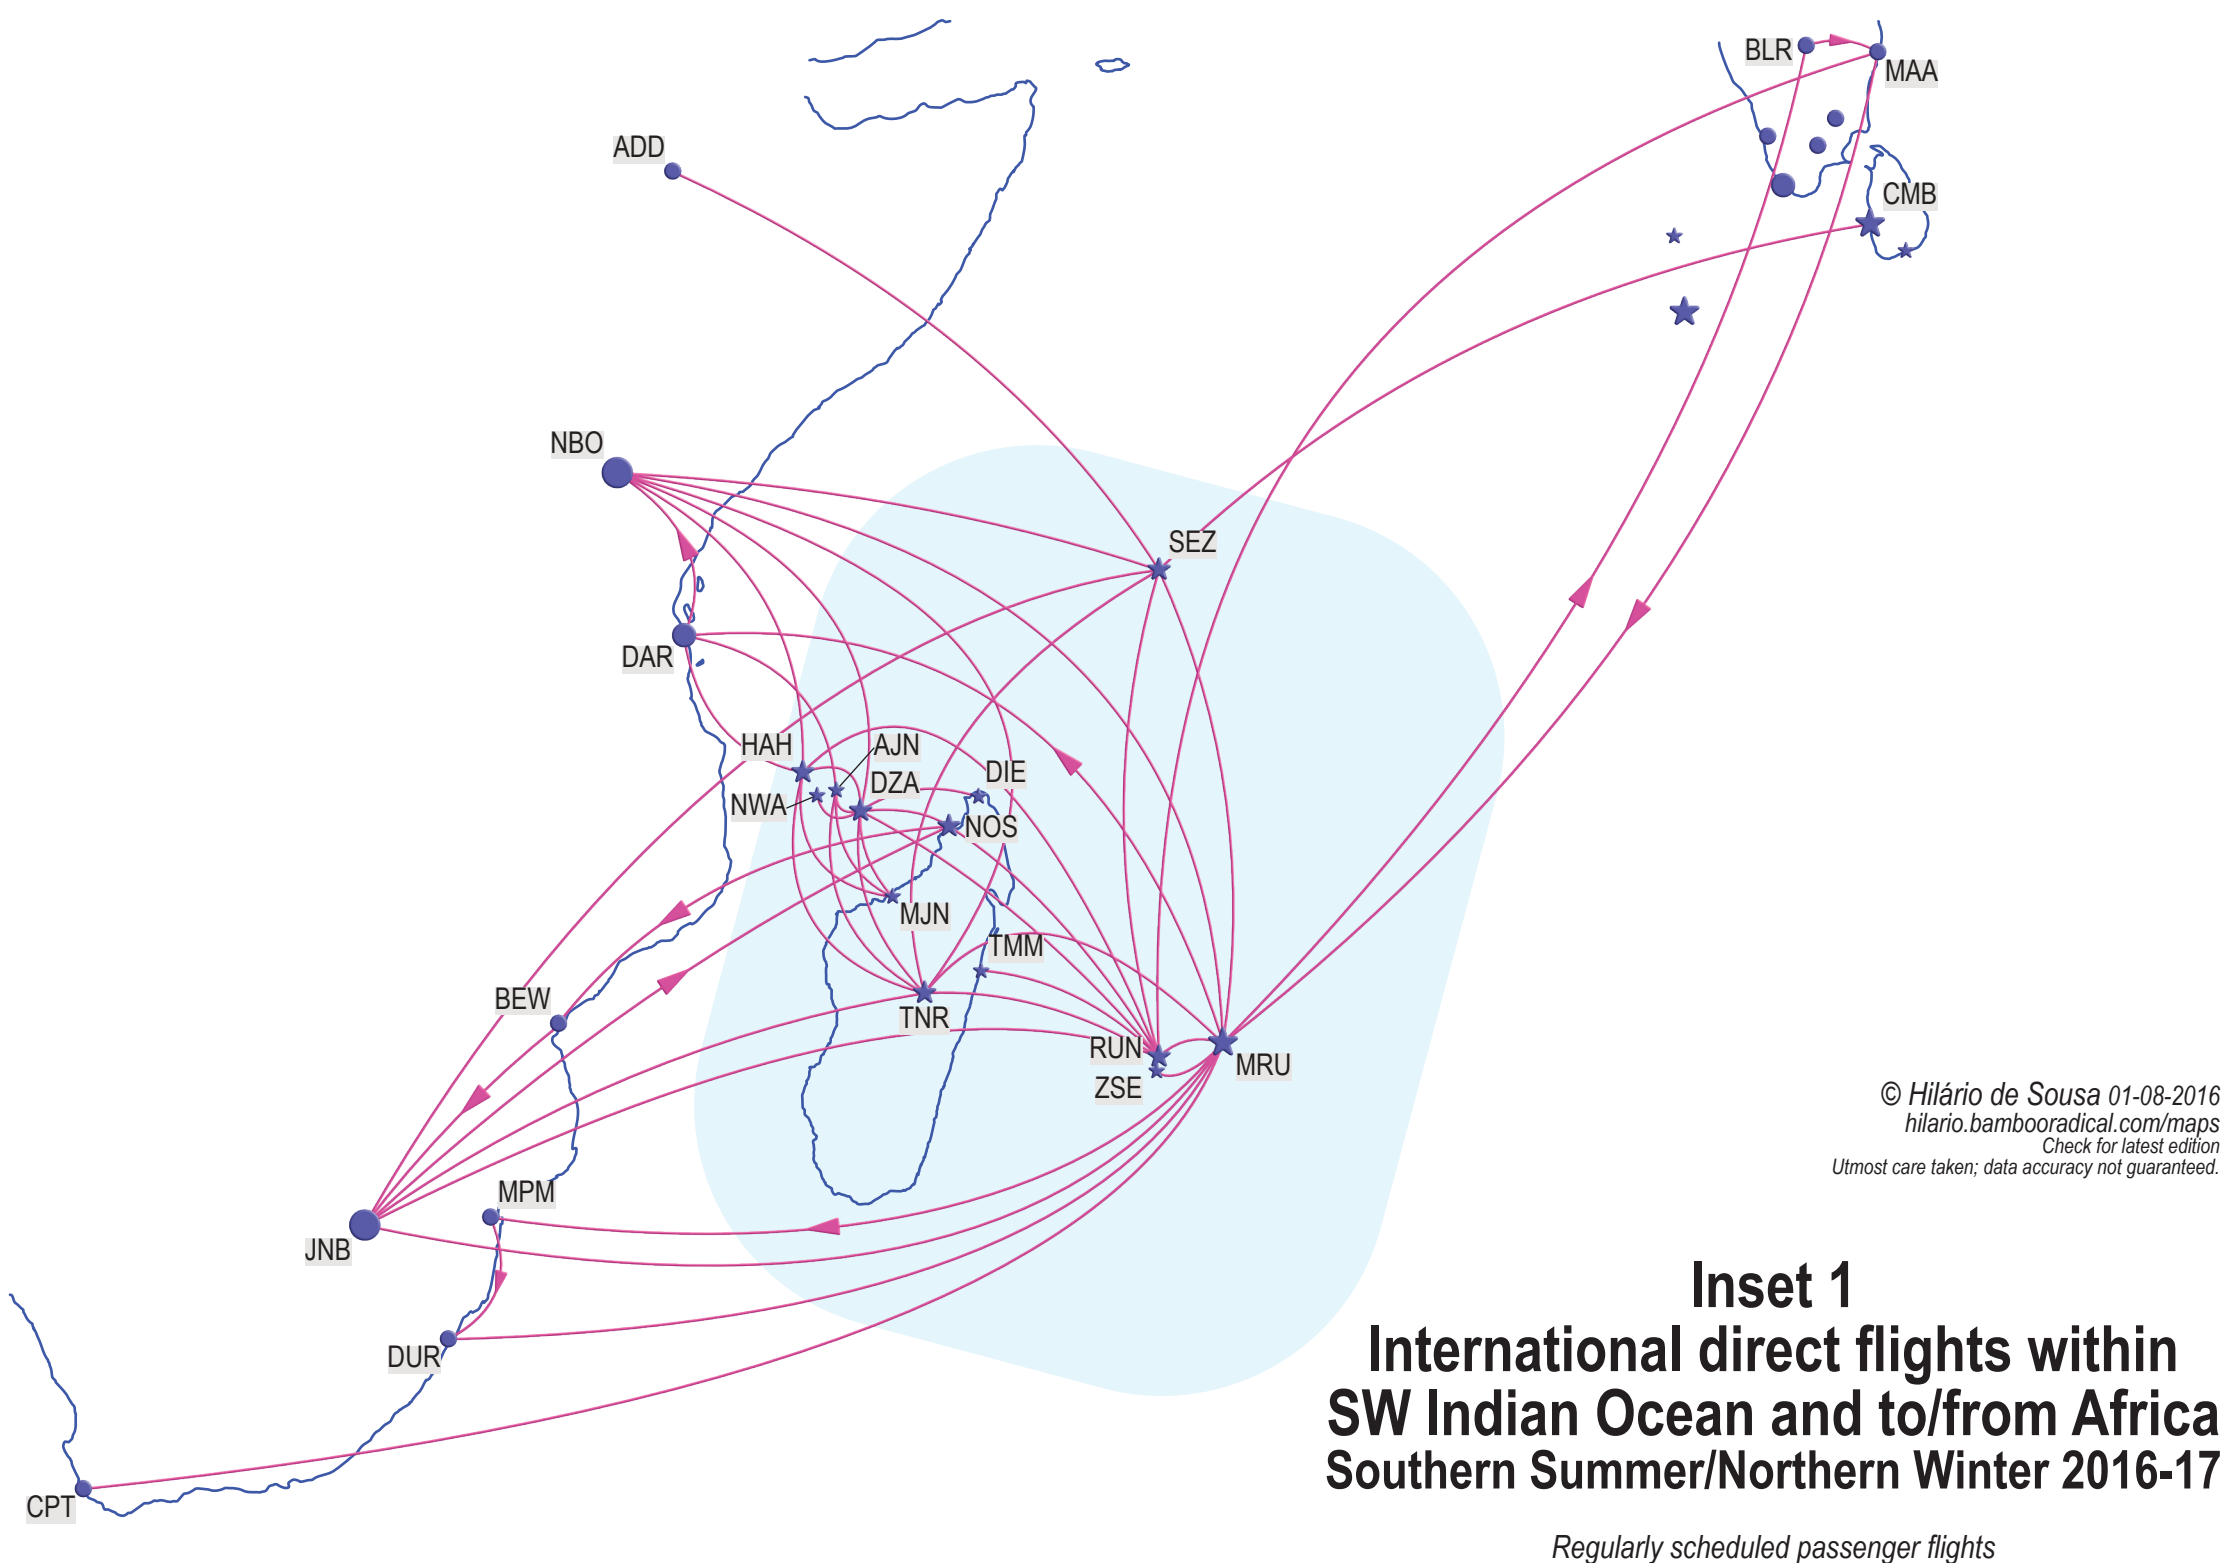 BLR
MAA
ADD
CMB
NBO
SEZ
DAR
HAH
AJN
DZA
DIE
NWA
NOS
MJN
TMM
BEW
TNR
RUN
MRU
ZSE
© Hilário de Sousa 01-08-2016
hilario.bambooradical.com/maps
Check for latest edition
Utmost care taken; data accuracy not guaranteed.
MPM
JNB
DUR
CPT
Inset 1
International direct flights within
SW Indian Ocean and to/from Africa
Southern Summer/Northern Winter 2016-17
Regularly scheduled passenger flights